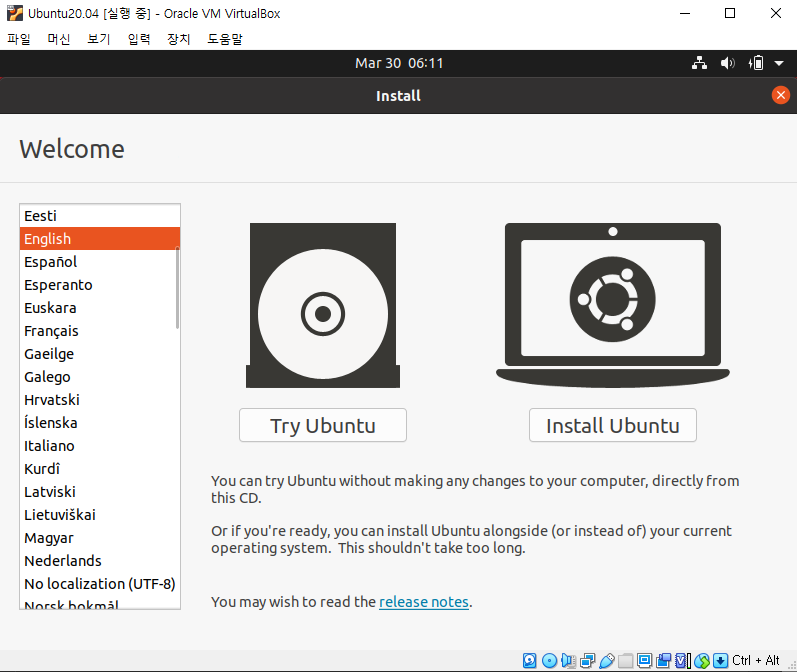 Ubuntu20.04 [실행 중] - Oracle VM VirtualBox
파일 머신 보기 입력 장치 도움말
Mar 30 06:11
Install
Welcome
Eesti
English
Español
Esperanto
Euskara
Français
Gaeilge
Galego
Hrvatski
Íslenska
Italiano
Kurdî
Latviski
Lietuviškai
Magyar
Nederlands
No localization (UTF-8)
Norsk bokmål
Try Ubuntu
Install Ubuntu
You can try Ubuntu without making any changes to your computer, directly from
this CD.
Or if you're ready, you can install Ubuntu alongside (or instead of) your current
operating system. This shouldn't take too long.
You may wish to read the release notes.
Ctrl + Alt